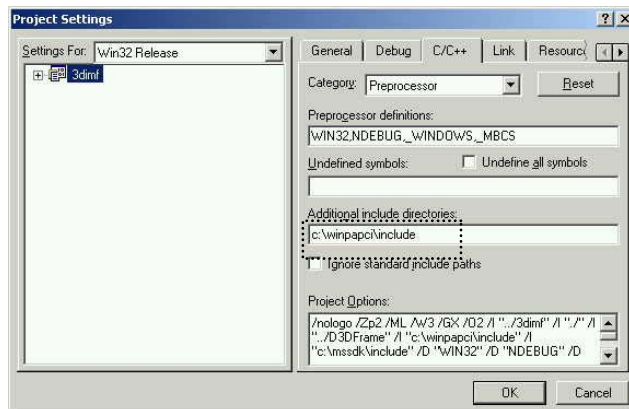 Project Settings
Settings For: Win32 Release
3dimf
General Debug C/C++ Link Resourc
Category: Preprocessor Reset
Preprocessor definitions:
WIN32,NDEBUG,_WINDOWS,_MBCS
Undefined symbols: Undefine all symbols
Additional include directories:
c:\winpapci\include
Ignore standard include paths
Project Options:
/nologo /Zp2 /ML /W3 /GX /O2 /I "../3dimf" /I "./" /I
"../D3DFrame" /I "c:\winpapci\include" /I
"c:\mssdk\include" /D "WIN32" /D "NDEBUG" /D
OK Cancel